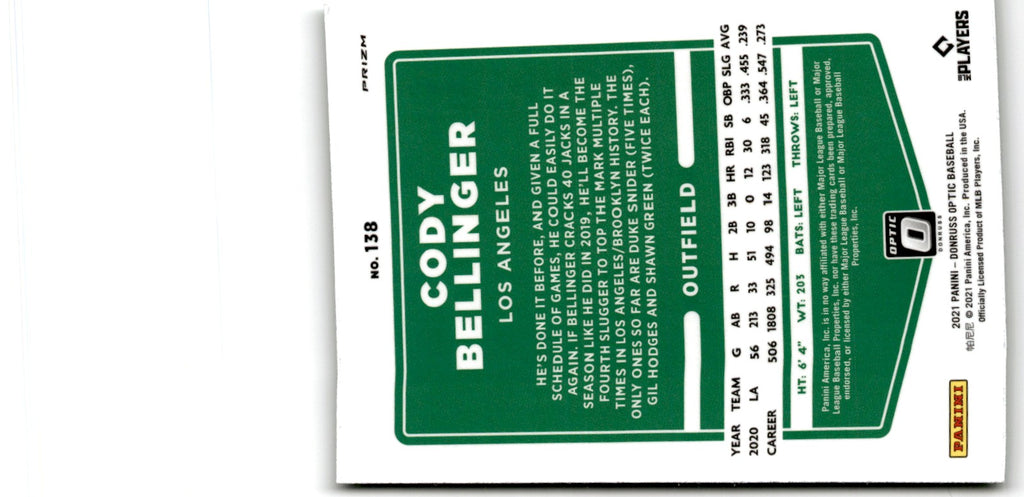 NO. 138
PRIZM
CODY
BELLINGER
LOS ANGELES
HE'S DONE IT BEFORE, AND GIVEN A FULL
SCHEDULE OF GAMES, HE COULD EASILY DO IT
AGAIN. IF BELLINGER CRACKS 40 JACKS IN A
SEASON LIKE HE DID IN 2019, HE'LL BECOME THE
FOURTH SLUGGER TO TOP THE MARK MULTIPLE
TIMES IN LOS ANGELES/BROOKLYN HISTORY. THE
ONLY ONES SO FAR ARE DUKE SNIDER (FIVE TIMES),
GIL HODGES AND SHAWN GREEN (TWICE EACH).
OUTFIELD
YEAR TEAM G AB R H 2B 3B HR RBI SB OBP SLG AVG
2020 LA 56 213 33 51 10 0 12 30 6 .333 .455 .239
CAREER 506 1808 325 494 98 14 123 318 45 .364 .547 .273
HT: 6' 4" WT: 203 BATS: LEFT THROWS: LEFT
Panini America, Inc. is in no way affiliated with either Major League Baseball or Major
League Baseball Properties, Inc. nor have these trading cards been prepared, approved,
endorsed, or licensed by either Major League Baseball or Major League Baseball
Properties, Inc.
OPTIC
O
DONRUSS
PANINI
2021 PANINI – DONRUSS OPTIC BASEBALL
帕尼尼 © 2021 Panini America, Inc. Produced in the USA.
Officially Licensed Product of MLB Players, Inc.
MLB PLAYERS